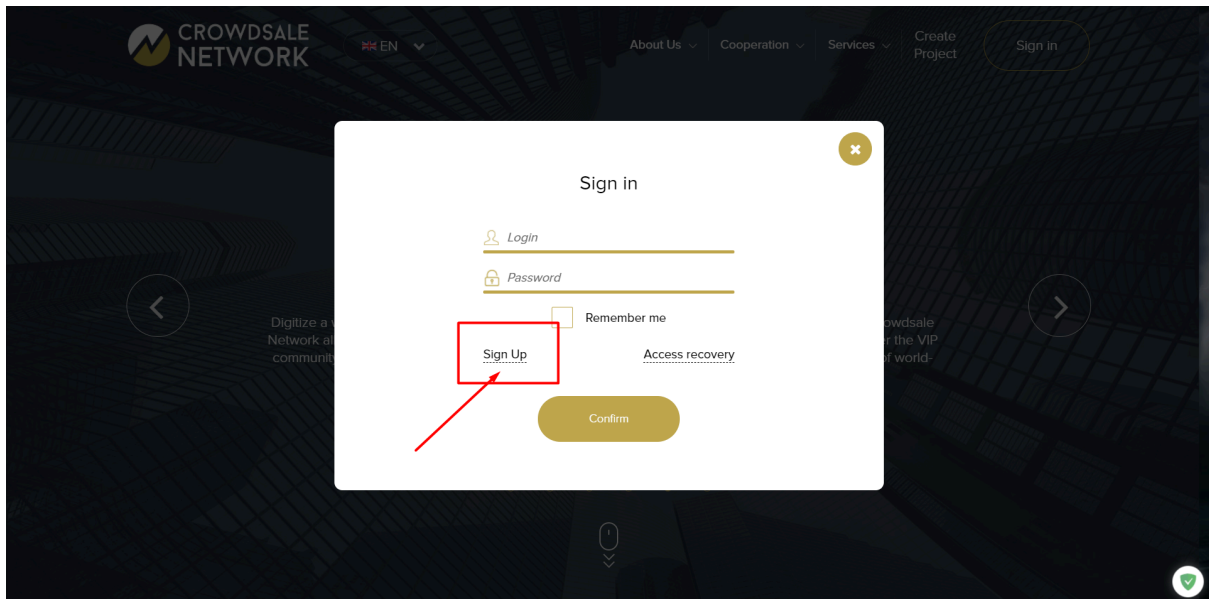 CROWDSALE
NETWORK
EN
About Us
Cooperation
Services
Create
Project
Sign in
Sign in
Login
Password
Remember me
Sign Up
Access recovery
Confirm
Digitize a
Network
community
owdsale
the VIP
of world-